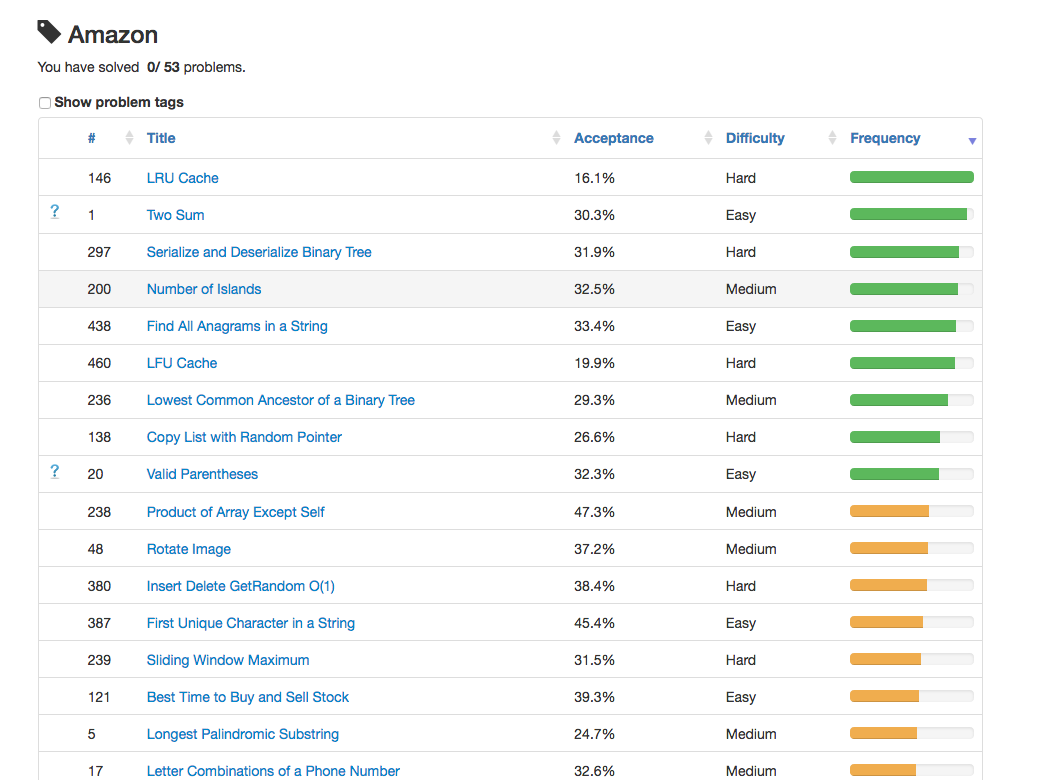 Amazon
You have solved 0/ 53 problems.
Show problem tags
# Title Acceptance Difficulty Frequency
146 LRU Cache 16.1% Hard
? 1 Two Sum 30.3% Easy
297 Serialize and Deserialize Binary Tree 31.9% Hard
200 Number of Islands 32.5% Medium
438 Find All Anagrams in a String 33.4% Easy
460 LFU Cache 19.9% Hard
236 Lowest Common Ancestor of a Binary Tree 29.3% Medium
138 Copy List with Random Pointer 26.6% Hard
? 20 Valid Parentheses 32.3% Easy
238 Product of Array Except Self 47.3% Medium
48 Rotate Image 37.2% Medium
380 Insert Delete GetRandom O(1) 38.4% Hard
387 First Unique Character in a String 45.4% Easy
239 Sliding Window Maximum 31.5% Hard
121 Best Time to Buy and Sell Stock 39.3% Easy
5 Longest Palindromic Substring 24.7% Medium
17 Letter Combinations of a Phone Number 32.6% Medium